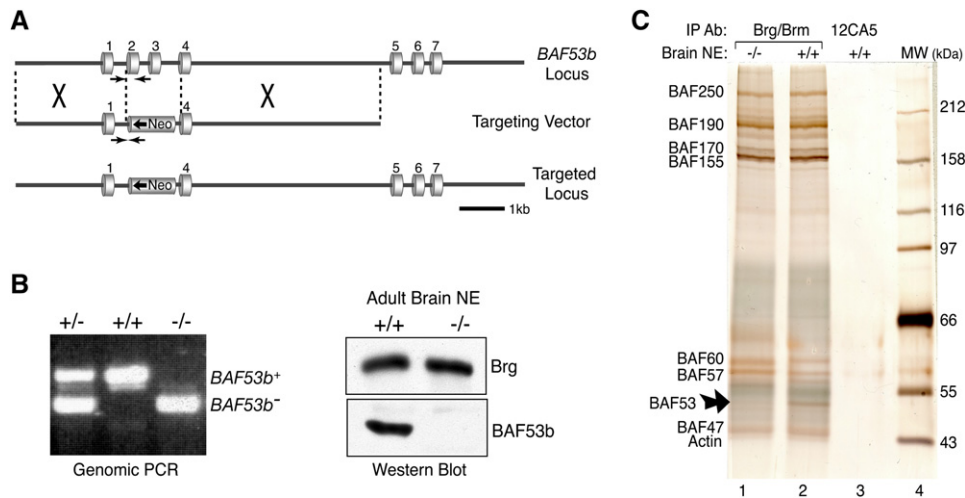 A
1 2 3 4 5 6 7 BAF53b
Locus
X X
1 4
Neo Targeting Vector
1 4 5 6 7 Targeted
Neo Locus
1kb
B
+/- +/+ -/-
BAF53b+
BAF53b-
Genomic PCR
Adult Brain NE
+/+ -/-
Brg
BAF53b
Western Blot
C
IP Ab: Brg/Brm 12CA5
Brain NE: -/- +/+ +/+ MW (kDa)
BAF250
212
BAF190
BAF170
BAF155 158
116
97
66
BAF60
BAF57
55
BAF53
BAF47
Actin 43
1 2 3 4